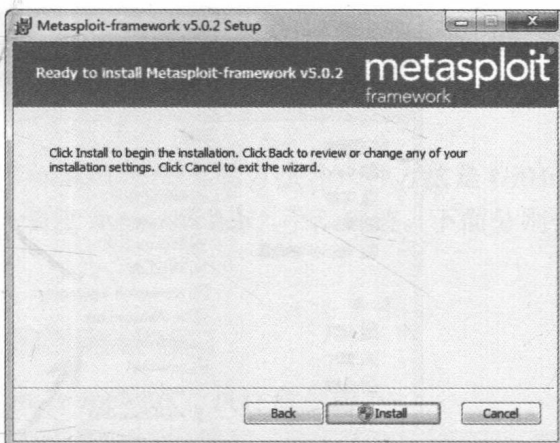 Metasploit-framework v5.0.2 Setup
Ready to install Metasploit-framework v5.0.2
metasploit
framework
Click Install to begin the installation. Click Back to review or change any of your
installation settings. Click Cancel to exit the wizard.
Back
Install
Cancel